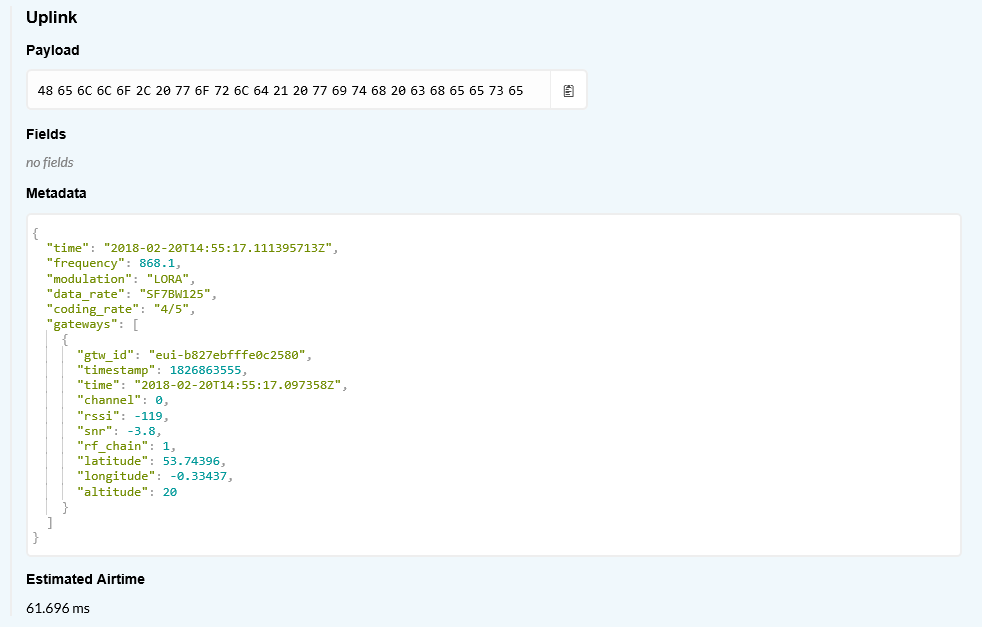 Uplink
Payload
48 65 6C 6C 6F 2C 20 77 6F 72 6C 64 21 20 77 69 74 68 20 63 68 65 65 73 65
Fields
no fields
Metadata
{
"time": "2018-02-20T14:55:17.111395713Z",
"frequency": 868.1,
"modulation": "LORA",
"data_rate": "SF7BW125",
"coding_rate": "4/5",
"gateways": [
{
"gtw_id": "eui-b827ebfffe0c2580",
"timestamp": 1826863555,
"time": "2018-02-20T14:55:17.097358Z",
"channel": 0,
"rssi": -119,
"snr": -3.8,
"rf_chain": 1,
"latitude": 53.74396,
"longitude": -0.33437,
"altitude": 20
}
]
}
Estimated Airtime
61.696 ms